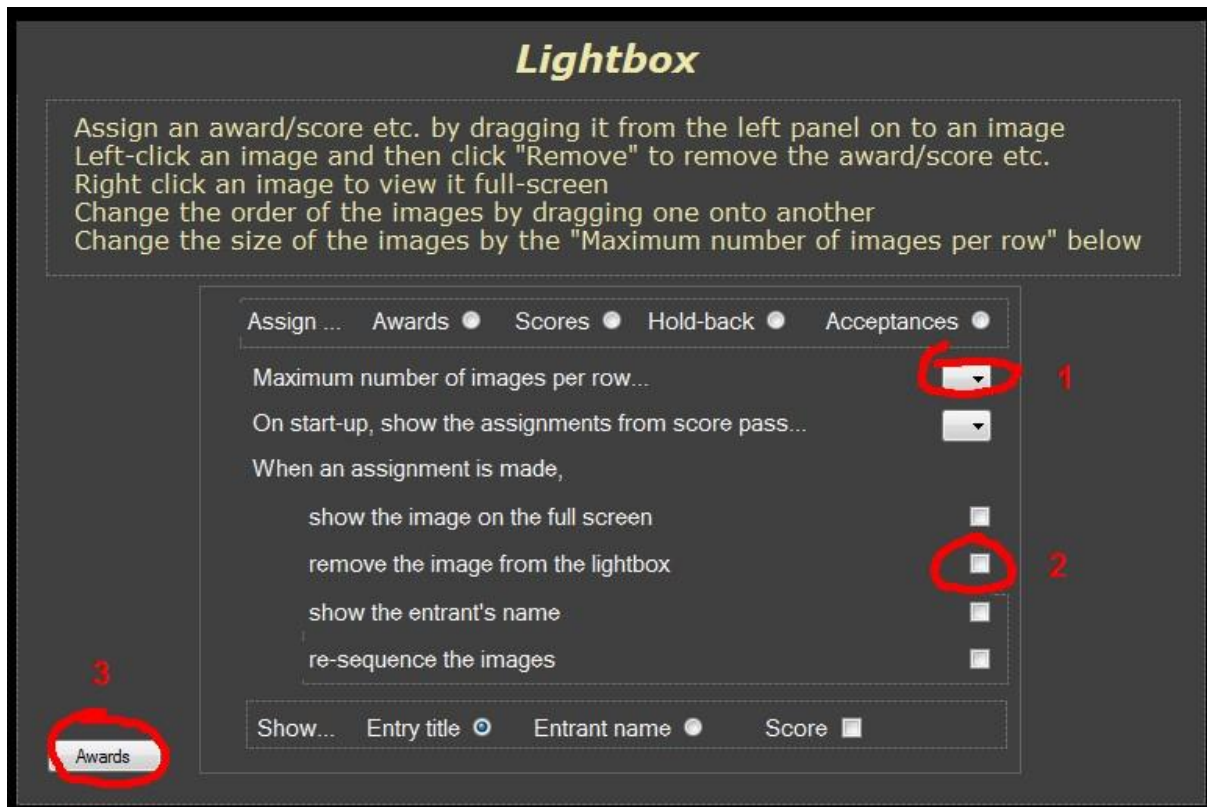 Lightbox
Assign an award/score etc. by dragging it from the left panel on to an image
Left-click an image and then click "Remove" to remove the award/score etc.
Right click an image to view it full-screen
Change the order of the images by dragging one onto another
Change the size of the images by the "Maximum number of images per row" below
Assign ... Awards Scores Hold-back Acceptances
Maximum number of images per row... 1
On start-up, show the assignments from score pass...
When an assignment is made,
show the image on the full screen
remove the image from the lightbox 2
show the entrant's name
re-sequence the images
3
Show... Entry title Entrant name Score
Awards